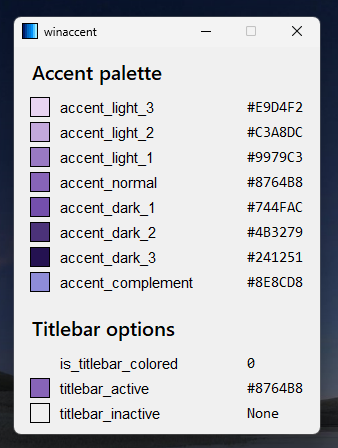 winaccent
Accent palette
accent_light_3 #E9D4F2
accent_light_2 #C3A8DC
accent_light_1 #9979C3
accent_normal #8764B8
accent_dark_1 #744FAC
accent_dark_2 #4B3279
accent_dark_3 #241251
accent_complement #8E8CD8
Titlebar options
is_titlebar_colored 0
titlebar_active #8764B8
titlebar_inactive None